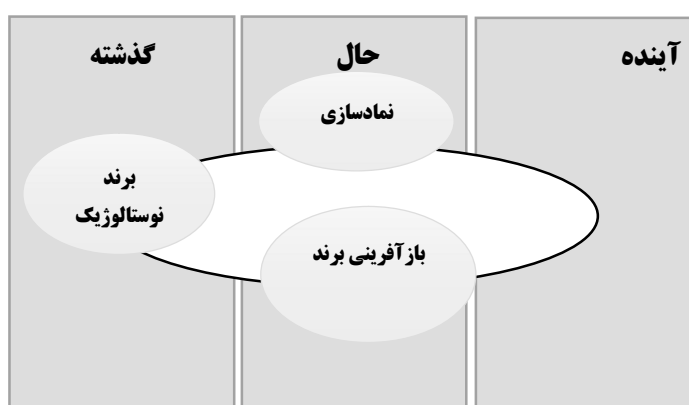 گذشته
حال
آینده
نمادسازی
برند
نوستالوژیک
بازآفرینی برند